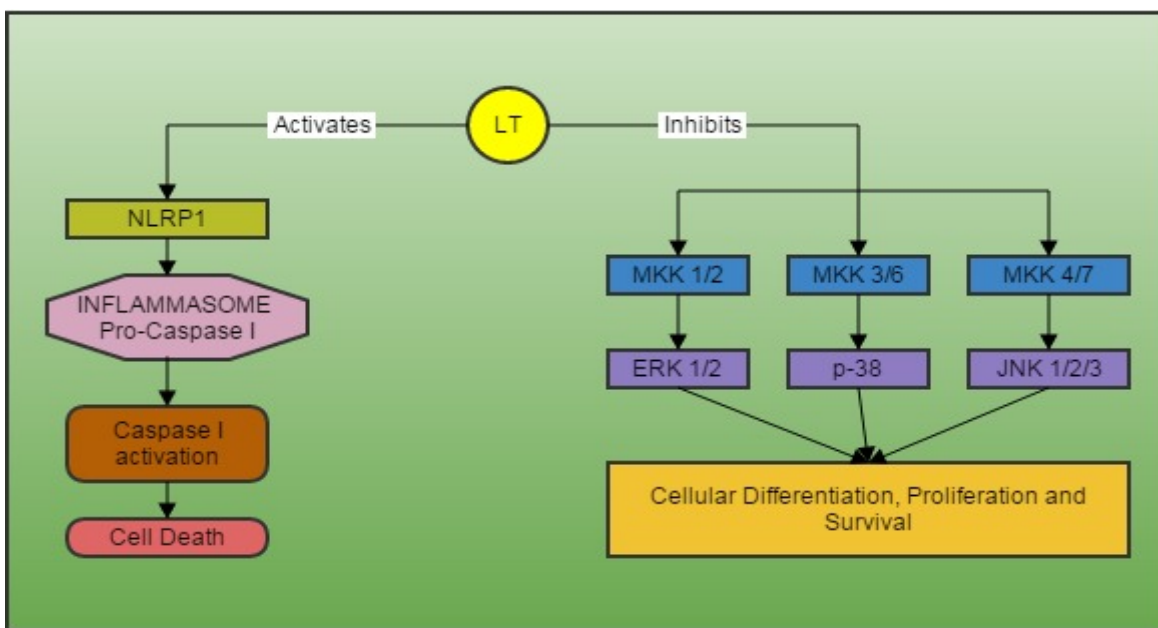 Activates
LT
Inhibits
NLRP1
INFLAMMASOME
Pro-Caspase I
Caspase I
activation
Cell Death
MKK 1/2
MKK 3/6
MKK 4/7
ERK 1/2
p-38
JNK 1/2/3
Cellular Differentiation, Proliferation and
Survival